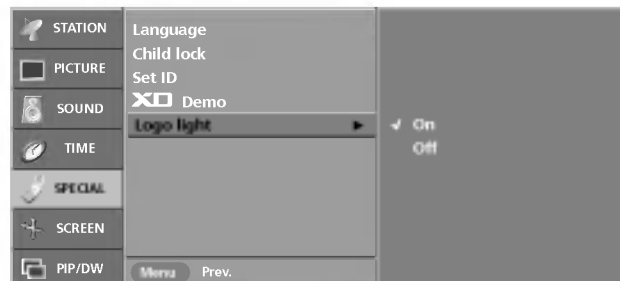 STATION
PICTURE
SOUND
TIME
SPECIAL
SCREEN
PIP/DW
Language
Child lock
Set ID
XD Demo
Logo light
Menu Prev.
On
Off